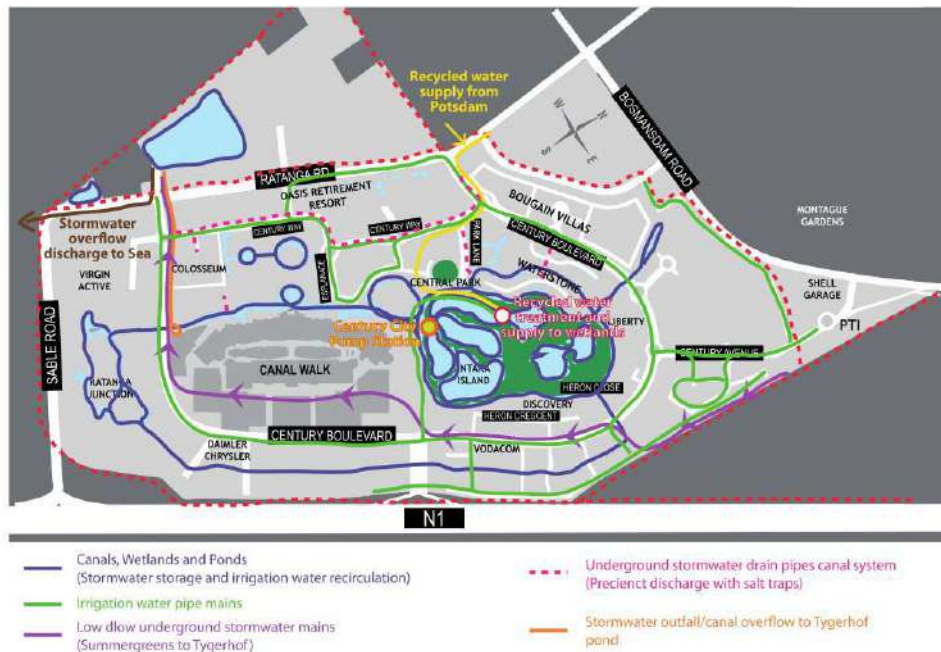 Recycled water
supply from
Potsdam
BOSMANSDAM ROAD
W
N
S
E
RATANGA RD
OASIS RETIREMENT
RESORT
BOUGAIN VILLAS
MONTAGUE
GARDENS
Stormwater
overflow
discharge to Sea
CENTURY WAY
CENTURY WAY
PARK LANE
CENTURY BOULEVARD
VIRGIN
ACTIVE
COLOSSEUM
ESPLANADE
CENTRAL PARK
WATERSTONE
SHELL
GARAGE
PTI
SABLE ROAD
Century City
Pump Station
Recycled water
treatment and
supply to wetlands
LIBERTY
CENTURY AVENUE
CANAL WALK
INTAKA
ISLAND
RATANGA
JUNCTION
HERON CLOSE
DISCOVERY
HERON CRESCENT
CENTURY BOULEVARD
DAIMLER
CHRYSLER
VODACOM
N1
Canals, Wetlands and Ponds
(Stormwater storage and irrigation water recirculation)
Irrigation water pipe mains
Low dlow underground stormwater mains
(Summergreens to Tygerhof)
Underground stormwater drain pipes canal system
(Precienct discharge with salt traps)
Stormwater outfall/canal overflow to Tygerhof
pond